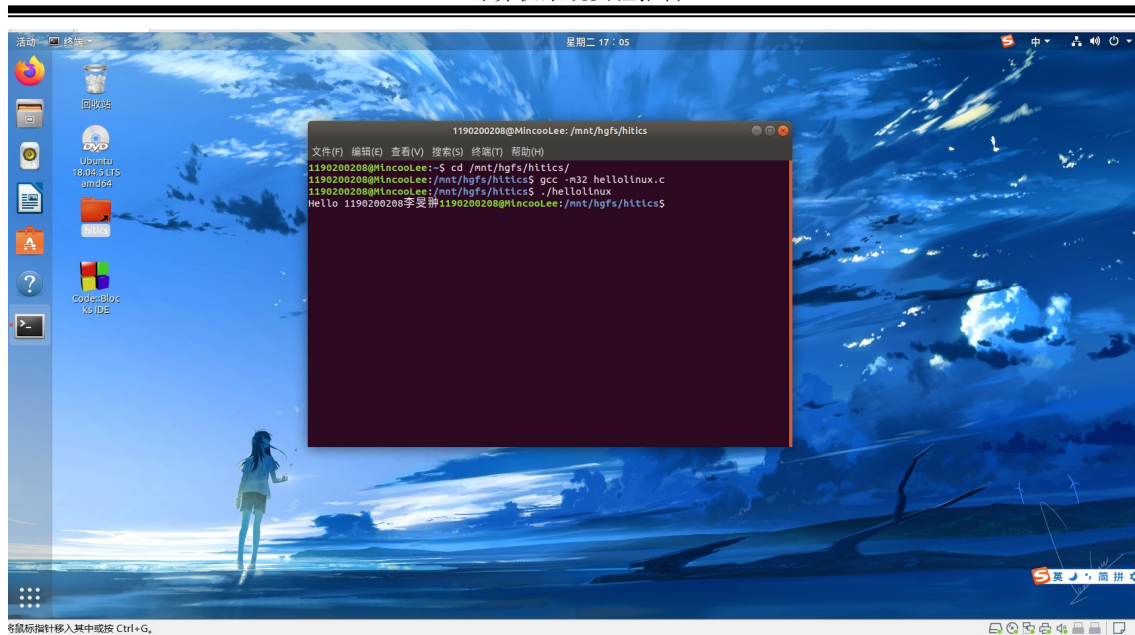 活动
终端
星期二 17：05
中
回收站
Ubuntu
18.04.5 LTS
amd64
hitics
Code::Bloc
ks IDE
1190200208@MincooLee: /mnt/hgfs/hitics
文件(F) 编辑(E) 查看(V) 搜索(S) 终端(T) 帮助(H)
1190200208@MincooLee:~$ cd /mnt/hgfs/hitics/
1190200208@MincooLee:/mnt/hgfs/hitics$ gcc -m32 hellolinux.c
1190200208@MincooLee:/mnt/hgfs/hitics$ ./hellolinux
Hello 1190200208李旻翀1190200208@MincooLee:/mnt/hgfs/hitics$
英 简 拼
将鼠标指针移入其中或按 Ctrl+G。